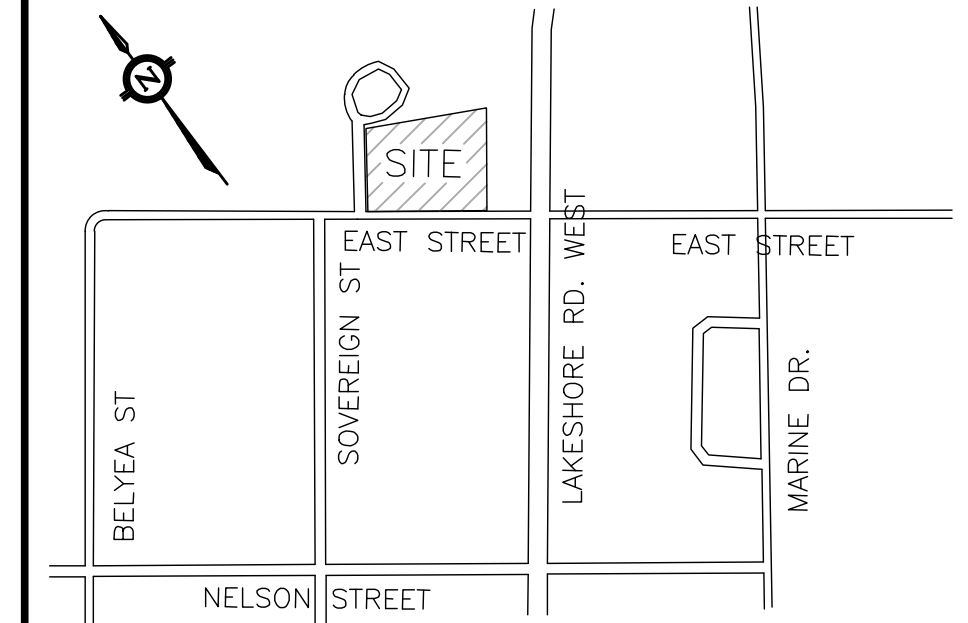 N
SITE
EAST STREET
EAST STREET
BELYEA ST
SOVEREIGN ST
LAKESHORE RD. WEST
MARINE DR.
NELSON STREET